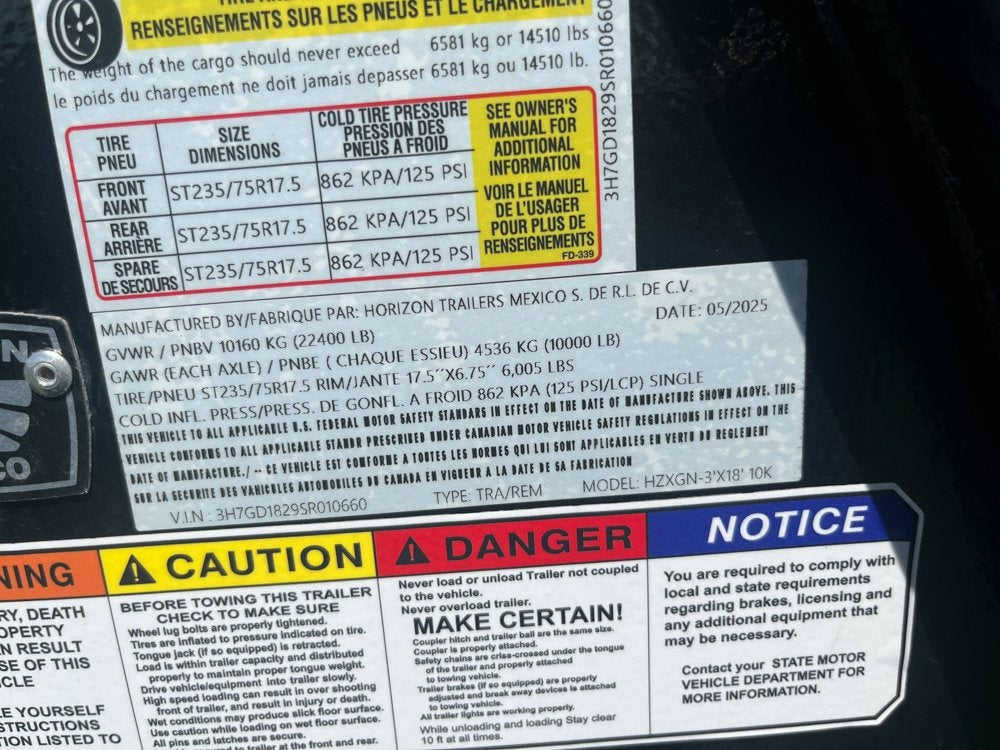 RENSEIGNEMENTS SUR LES PNEUS ET LE CHARGEMENT
The weight of the cargo should never exceed 6581 kg or 14510 lbs
le poids du chargement ne doit jamais depasser 6581 kg ou 14510 lb.
TIRE PNEU
SIZE DIMENSIONS
COLD TIRE PRESSURE
PRESSION DES
PNEUS A FROID
FRONT AVANT
ST235/75R17.5
862 KPA/125 PSI
REAR ARRIÈRE
ST235/75R17.5
862 KPA/125 PSI
SPARE DE SECOURS
ST235/75R17.5
862 KPA/125 PSI
SEE OWNER'S
MANUAL FOR
ADDITIONAL
INFORMATION
VOIR LE MANUEL
DE L'USAGER
POUR PLUS DE
RENSEIGNEMENTS
FD-339
3H7GD1829SR010660
MANUFACTURED BY/FABRIQUE PAR: HORIZON TRAILERS MEXICO S. DE R.L. DE C.V.
DATE: 05/2025
GVWR / PNBV 10160 KG (22400 LB)
GAWR (EACH AXLE) / PNBE ( CHAQUE ESSIEU) 4536 KG (10000 LB)
TIRE/PNEU ST235/75R17.5 RIM/JANTE 17.5´´X6.75´´ 6,005 LBS
COLD INFL. PRESS/PRESS. DE GONFL. A FROID 862 KPA (125 PSI/LCP) SINGLE
THIS VEHICLE TO ALL APPLICABLE U.S. FEDERAL MOTOR SAFETY STANDARS IN EFFECT ON THE DATE OF MANUFACTURE SHOWN ABOVE. THIS
VEHICLE CONFORMS TO ALL APPLICABLE STANDR PRESCRIBED UNDER CANADIAN MOTOR VEHICLE SAFETY REGULATIONS IN EFFECT ON THE
DATE OF MANUFACTURE./ -- CE VEHICLE EST CONFORME A TOUTES LES NORMES QUI LUI SONT APPLICABLES EN VERTU DU REGLEMENT
SUR LA SECURITE DES VAHICULES AUTOMOBILES DU CANADA EN VIGUEUR A LA DATE DE SA FABRICATION
V.I.N : 3H7GD1829SR010660 TYPE: TRA/REM MODEL: HZXGN-3'X18' 10K
N
CO
NING
RY, DEATH
OPERTY
AN RESULT
SE OF THIS
CLE
LE YOURSELF
STRUCTIONS
ION LISTED TO
CAUTION
BEFORE TOWING THIS TRAILER
CHECK TO MAKE SURE
Wheel lug bolts are properly tightened.
Tires are inflated to pressure indicated on tire.
Tongue jack (if so equipped) is retracted.
Load is within trailer capacity and distributed
properly to maintain proper tongue weight.
Drive vehicle/equipment into trailer slowly.
High speed loading can result in over shooting
front of trailer, and result in injury or death.
Wet conditions may produce slick floor surface.
Use caution while loading on wet floor surface.
All pins and latches are secure.
to trailer at the front and rear.
DANGER
Never load or unload Trailer not coupled
to the vehicle.
Never overload trailer.
MAKE CERTAIN!
Coupler hitch and trailer ball are the same size.
Coupler is properly attached
Safety chains are criss-crossed under the tongue
of the trailer and properly attached
to towing vehicle.
Trailer brakes (if so equipped) are properly
adjusted and break away devices is attached
to towing vehicle.
All trailer lights are working properly.
While unloading and loading Stay clear
10 ft at all times.
NOTICE
You are required to comply with
local and state requirements
regarding brakes, licensing and
any additional equipment that
may be necessary.
Contact your STATE MOTOR
VEHICLE DEPARTMENT FOR
MORE INFORMATION.